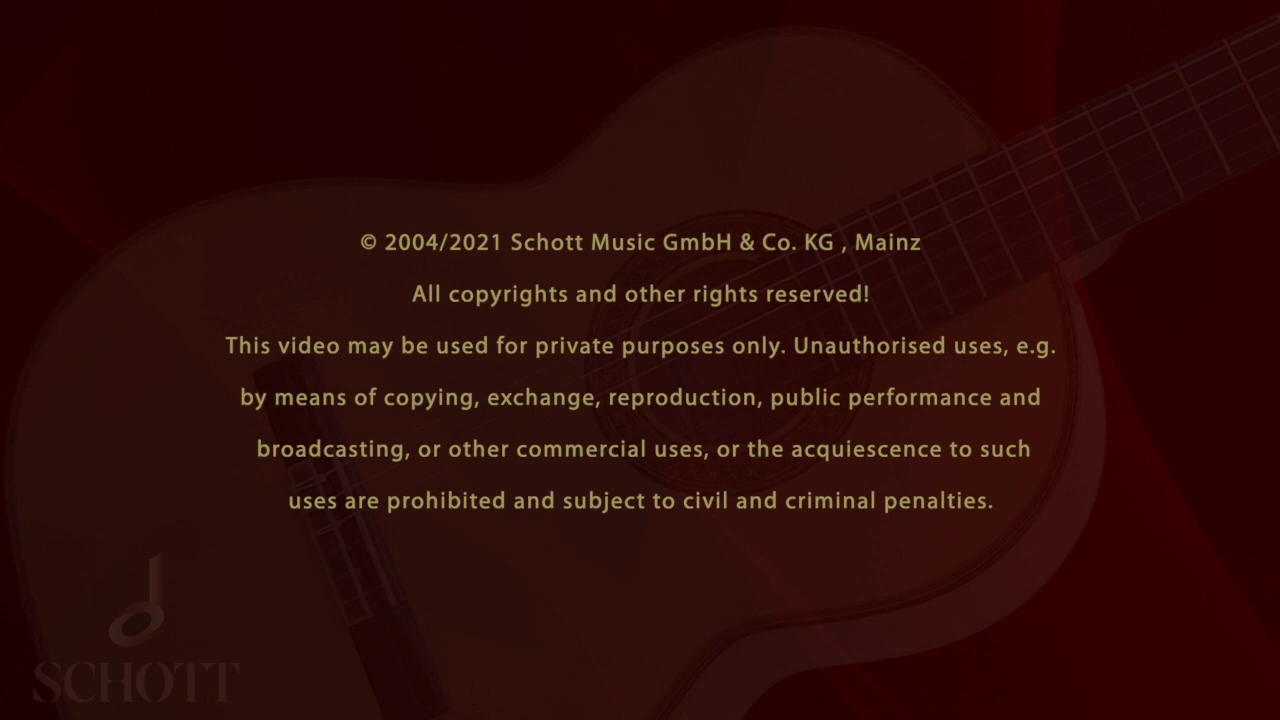 © 2004/2021 Schott Music GmbH & Co. KG , Mainz
All copyrights and other rights reserved!
This video may be used for private purposes only. Unauthorised uses, e.g.
by means of copying, exchange, reproduction, public performance and
broadcasting, or other commercial uses, or the acquiescence to such
uses are prohibited and subject to civil and criminal penalties.
SCHOTT